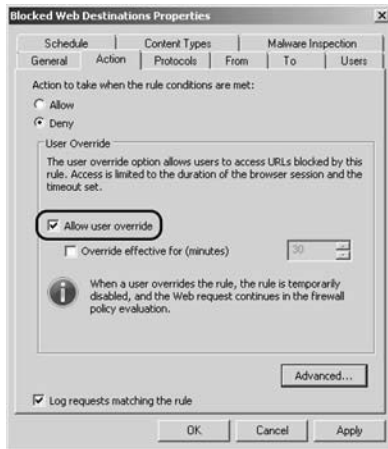 Blocked Web Destinations Properties
Schedule Content Types Malware Inspection
General Action Protocols From To Users
Action to take when the rule conditions are met:
Allow
Deny
User Override
The user override option allows users to access URLs blocked by this
rule. Access is limited to the duration of the browser session and the
timeout set.
Allow user override
Override effective for (minutes) 30
When a user overrides the rule, the rule is temporarily
disabled, and the Web request continues in the firewall
policy evaluation.
Advanced...
Log requests matching the rule
OK Cancel Apply